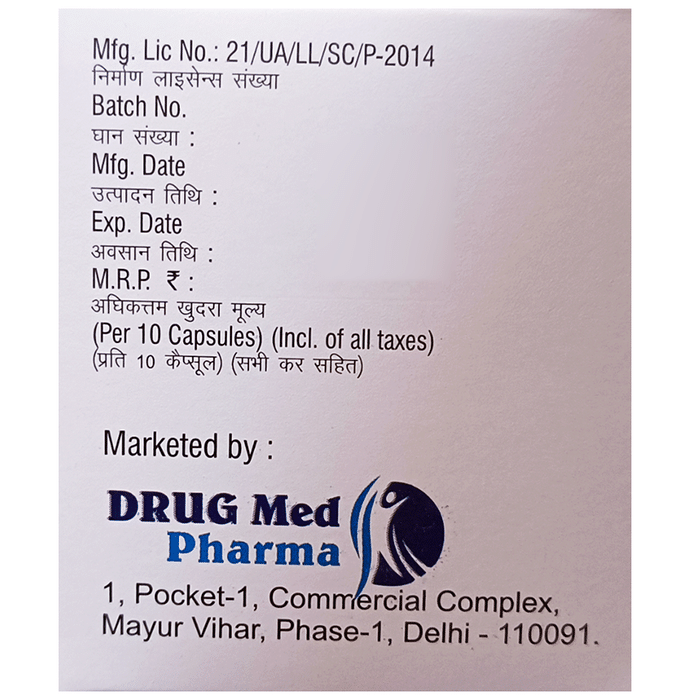 Mfg. Lic No.: 21/UA/LL/SC/P-2014
निर्माण लाइसेन्स संख्या
Batch No.
घान संख्या :
Mfg. Date
उत्पादन तिथि :
Exp. Date
अवसान तिथि :
M.R.P. ₹ :
अघिकत्तम खुदरा मूल्य
(Per 10 Capsules) (Incl. of all taxes)
(प्रति 10 कैप्सूल) (सभी कर सहित)
Marketed by :
DRUG Med
Pharma
1, Pocket-1, Commercial Complex,
Mayur Vihar, Phase-1, Delhi - 110091.